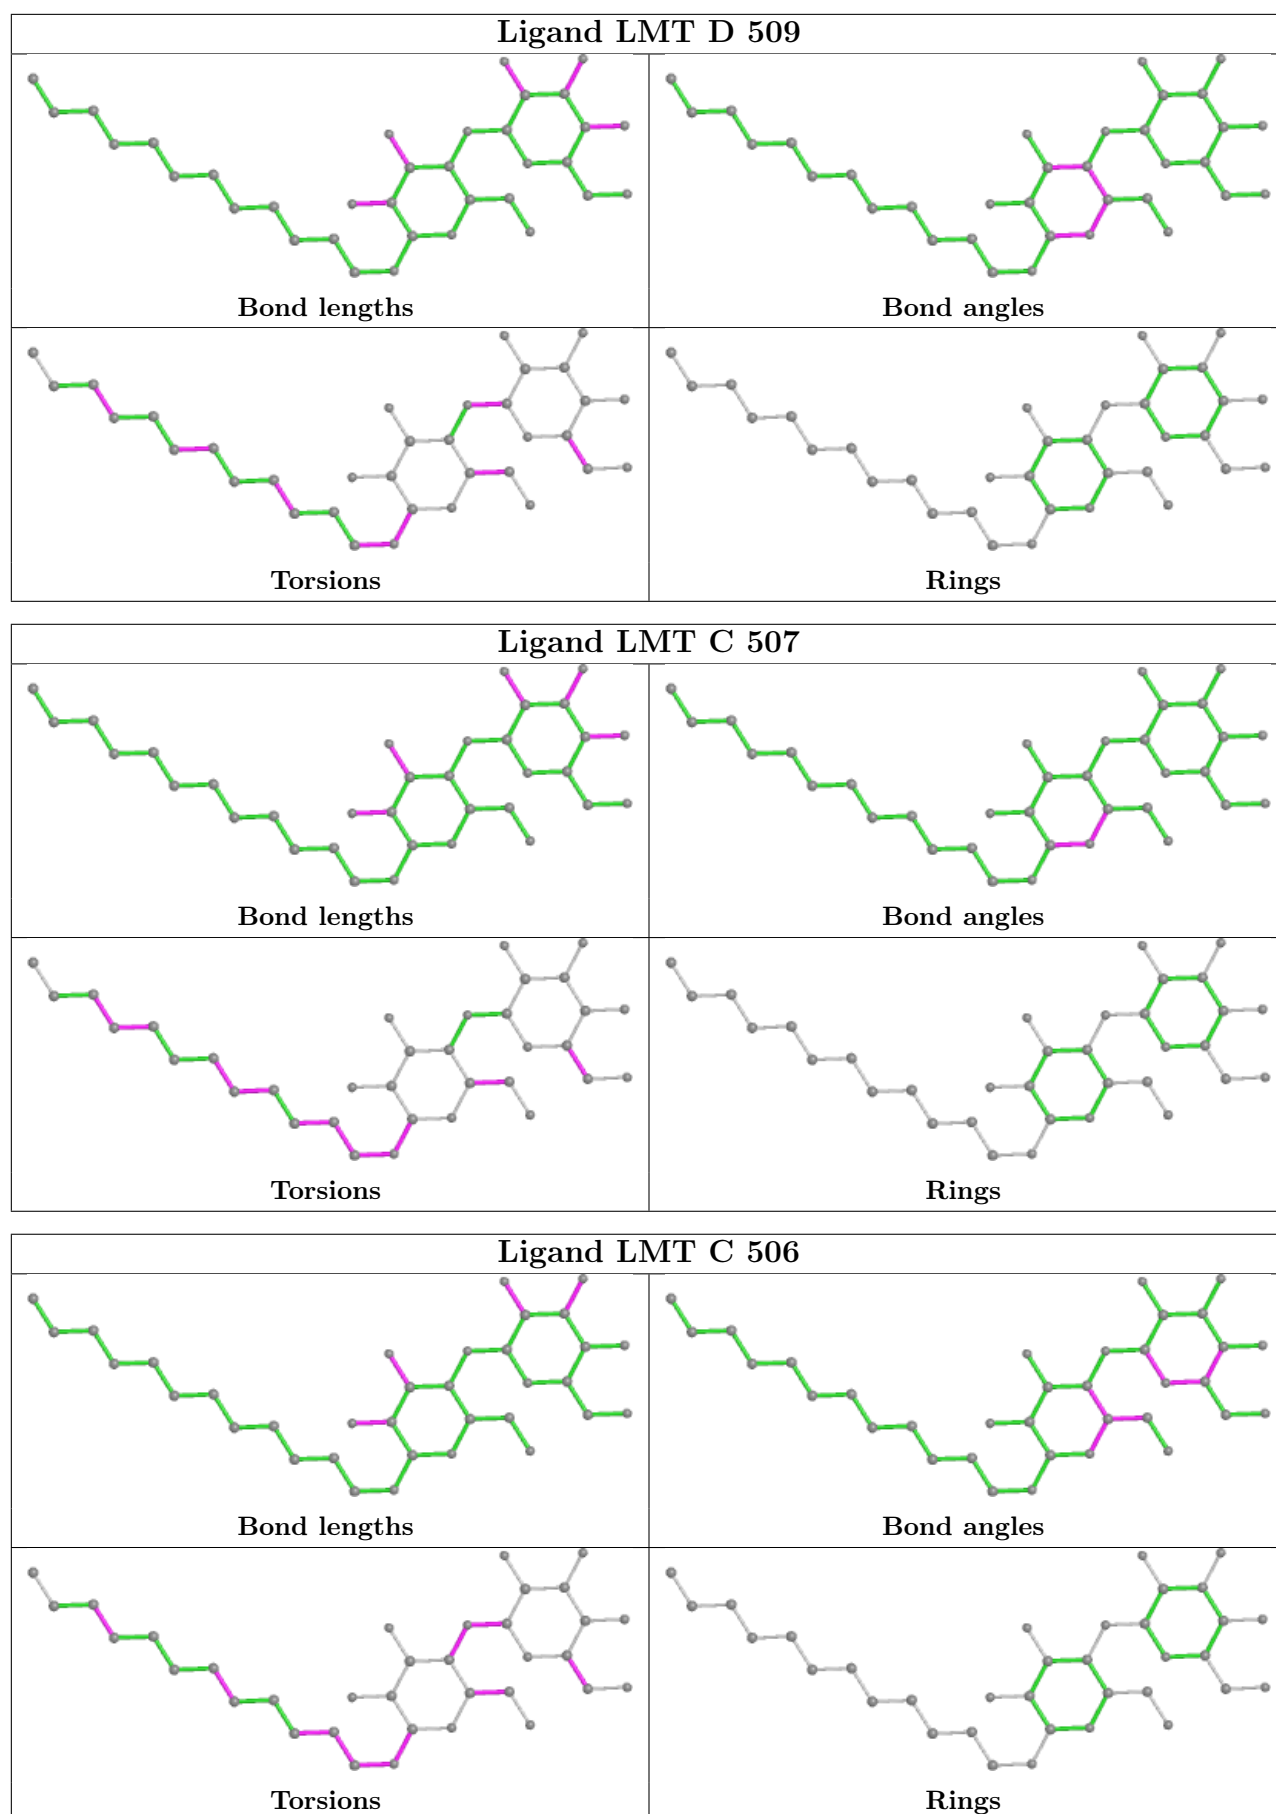 Ligand LMT D 509
Bond lengths
Bond angles
Torsions
Rings
Ligand LMT C 507
Bond lengths
Bond angles
Torsions
Rings
Ligand LMT C 506
Bond lengths
Bond angles
Torsions
Rings